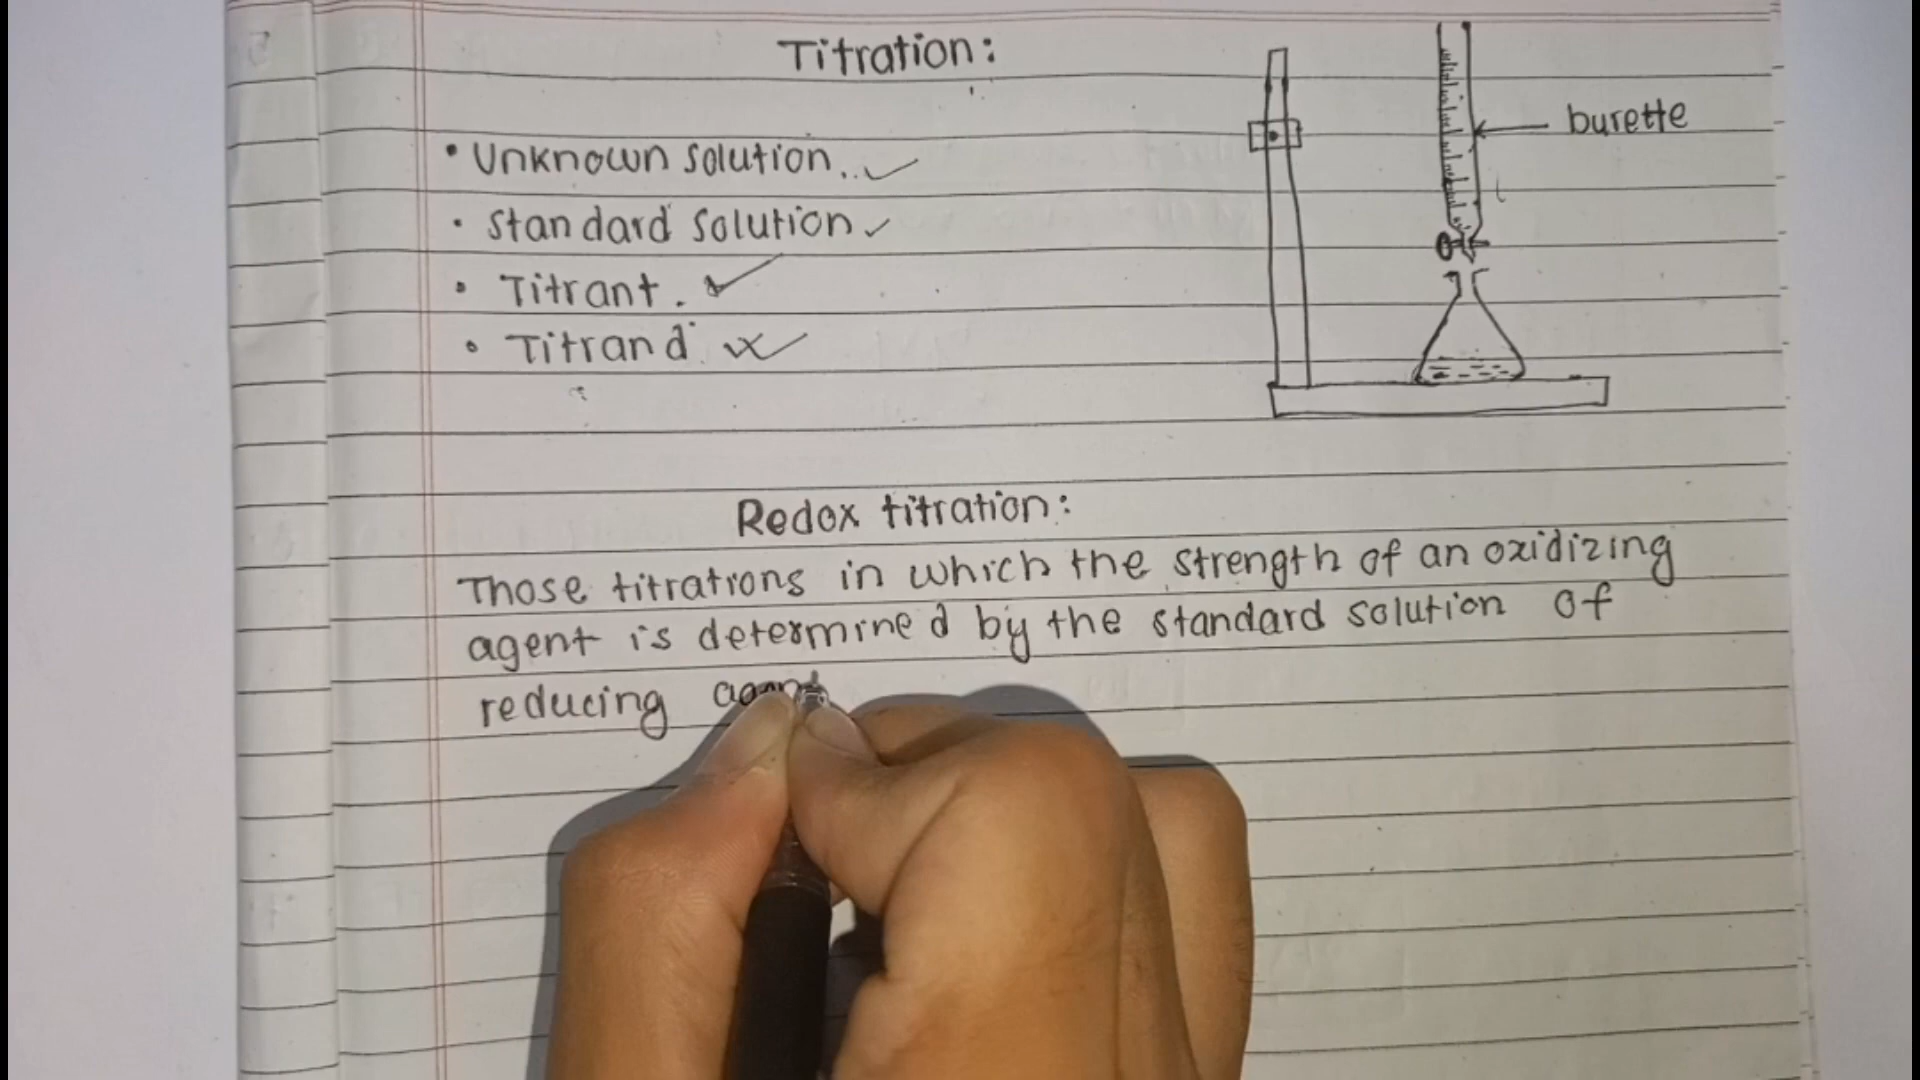 Titration:
burette
• Unknown solution..
• Standard solution
• Titrant.
• Titrand
Redox titration:
Those titrations in which the strength of an oxidizing
agent is determined by the standard solution of
reducing